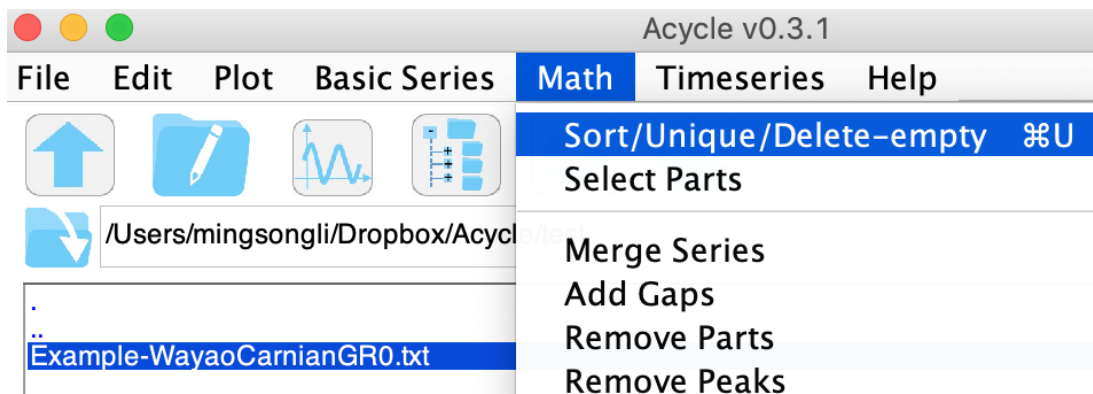 Acycle v0.3.1
File Edit Plot Basic Series Math Timeseries Help
Sort/Unique/Delete-empty ⌘U
Select Parts
/Users/mingsongli/Dropbox/Acycle/test
Merge Series
Add Gaps
.
..
Remove Parts
Example-WayaoCarnianGR0.txt
Remove Peaks